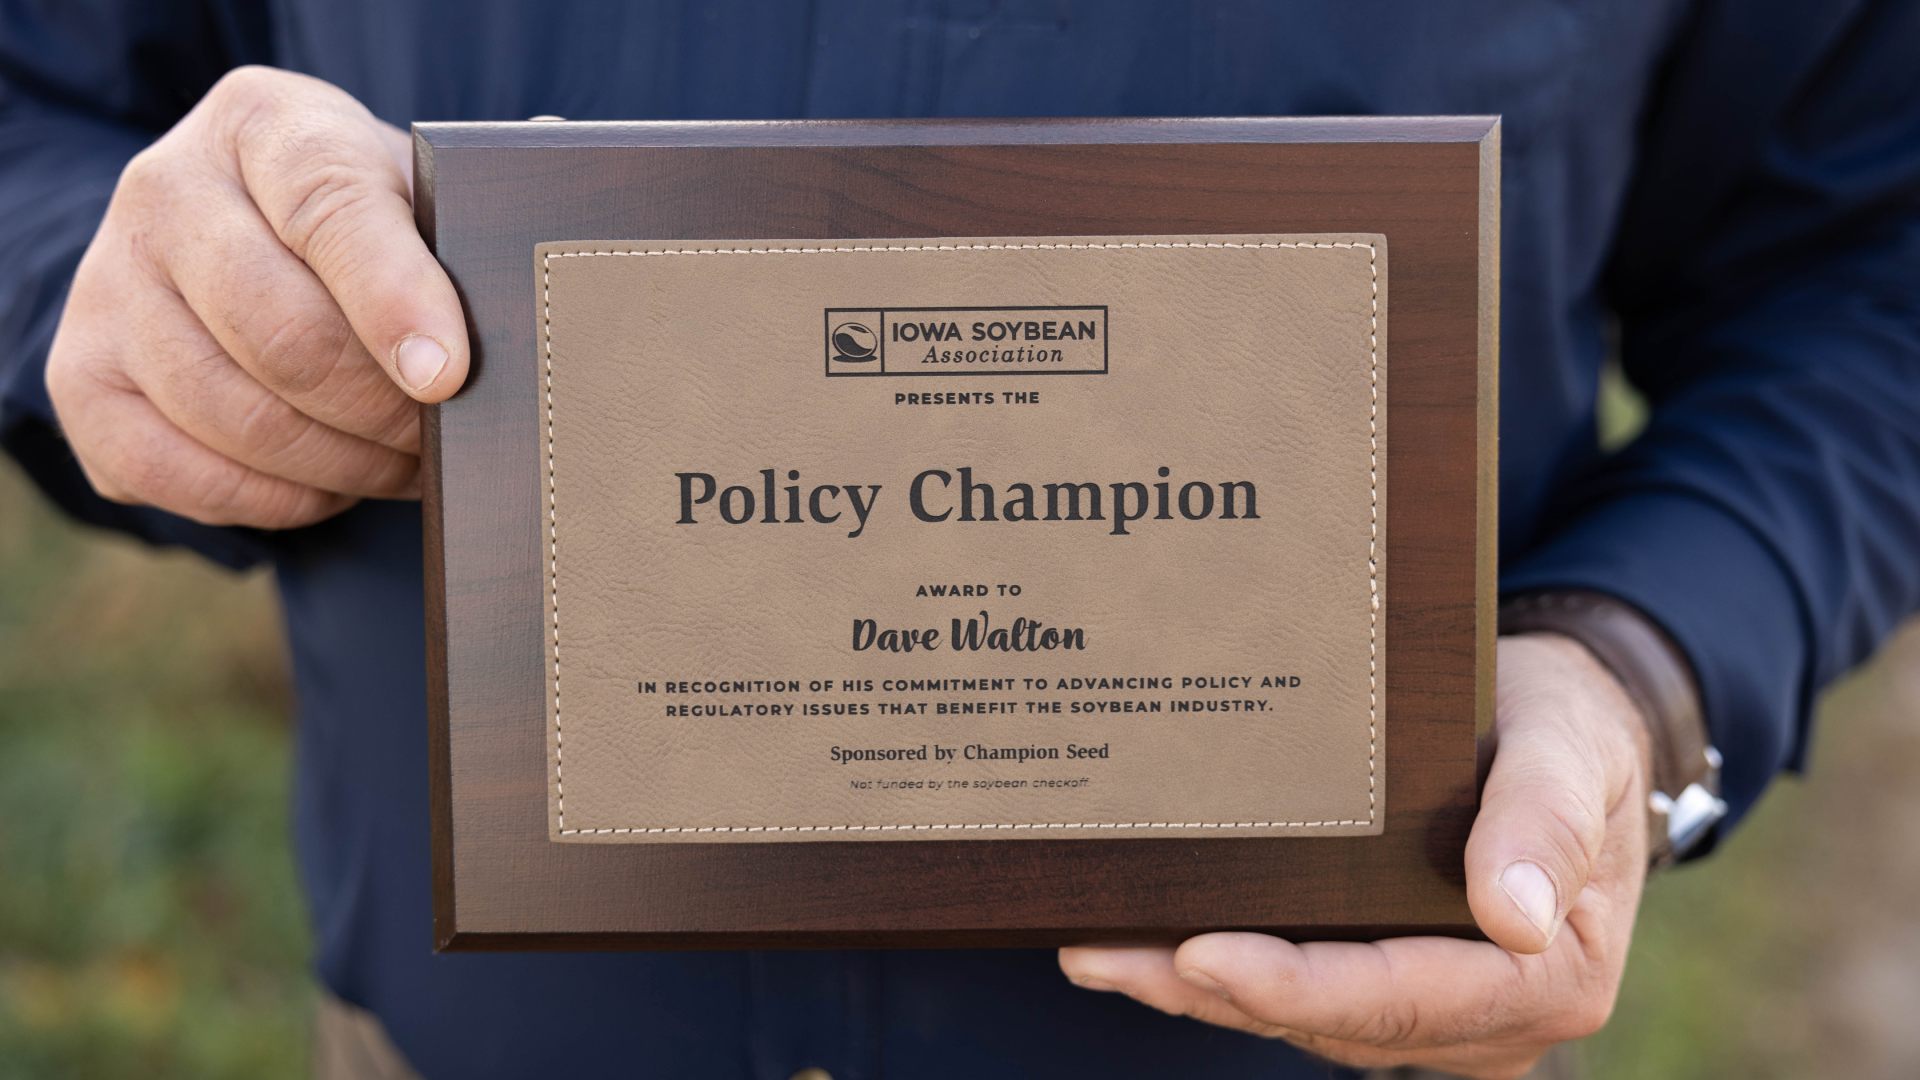 IOWA SOYBEAN
Association
PRESENTS THE
Policy Champion
AWARD TO
Dave Walton
IN RECOGNITION OF HIS COMMITMENT TO ADVANCING POLICY AND
REGULATORY ISSUES THAT BENEFIT THE SOYBEAN INDUSTRY.
Sponsored by Champion Seed
Not funded by the soybean checkoff.